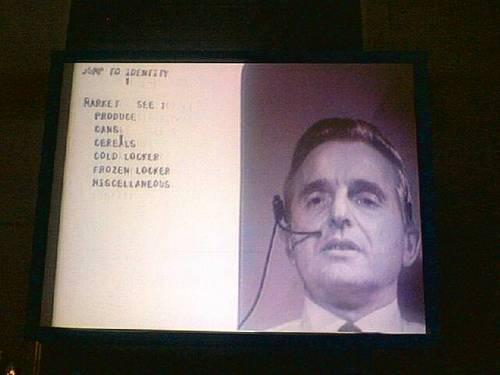 JUMP TO IDENTITY
MARKET SEE
PRODUCE
CANS
CEREALS
COLD LOCKER
FROZEN LOCKER
MISCELLANEOUS